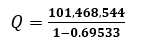 Q = 101,468,544 / 1−0.69533